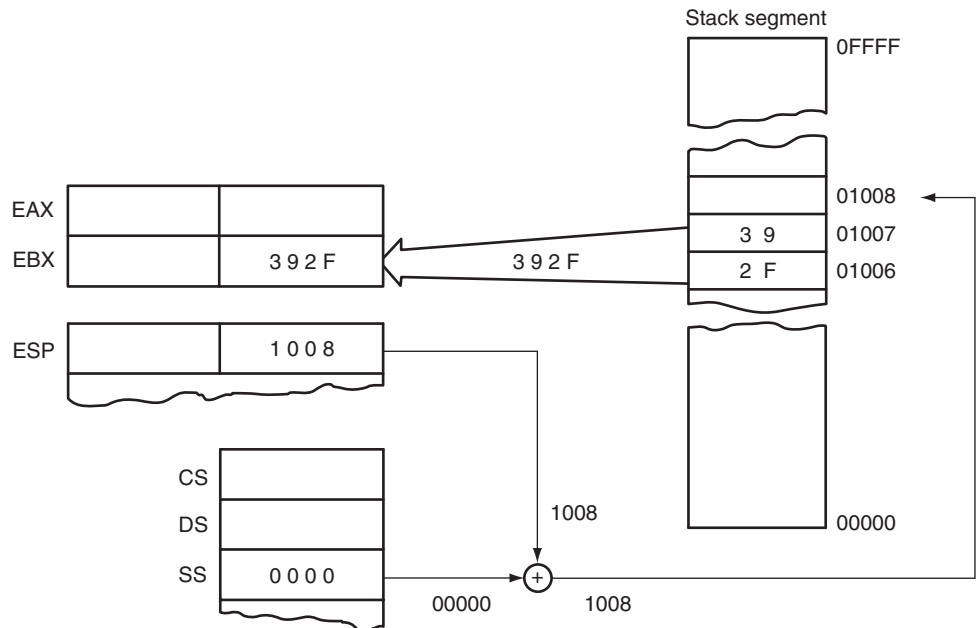 Stack segment
0FFFF
EAX
01008
3 9
01007
EBX
3 9 2 F
3 9 2 F
2 F
01006
ESP
1 0 0 8
CS
DS
1008
00000
SS
0 0 0 0
+
00000
1008